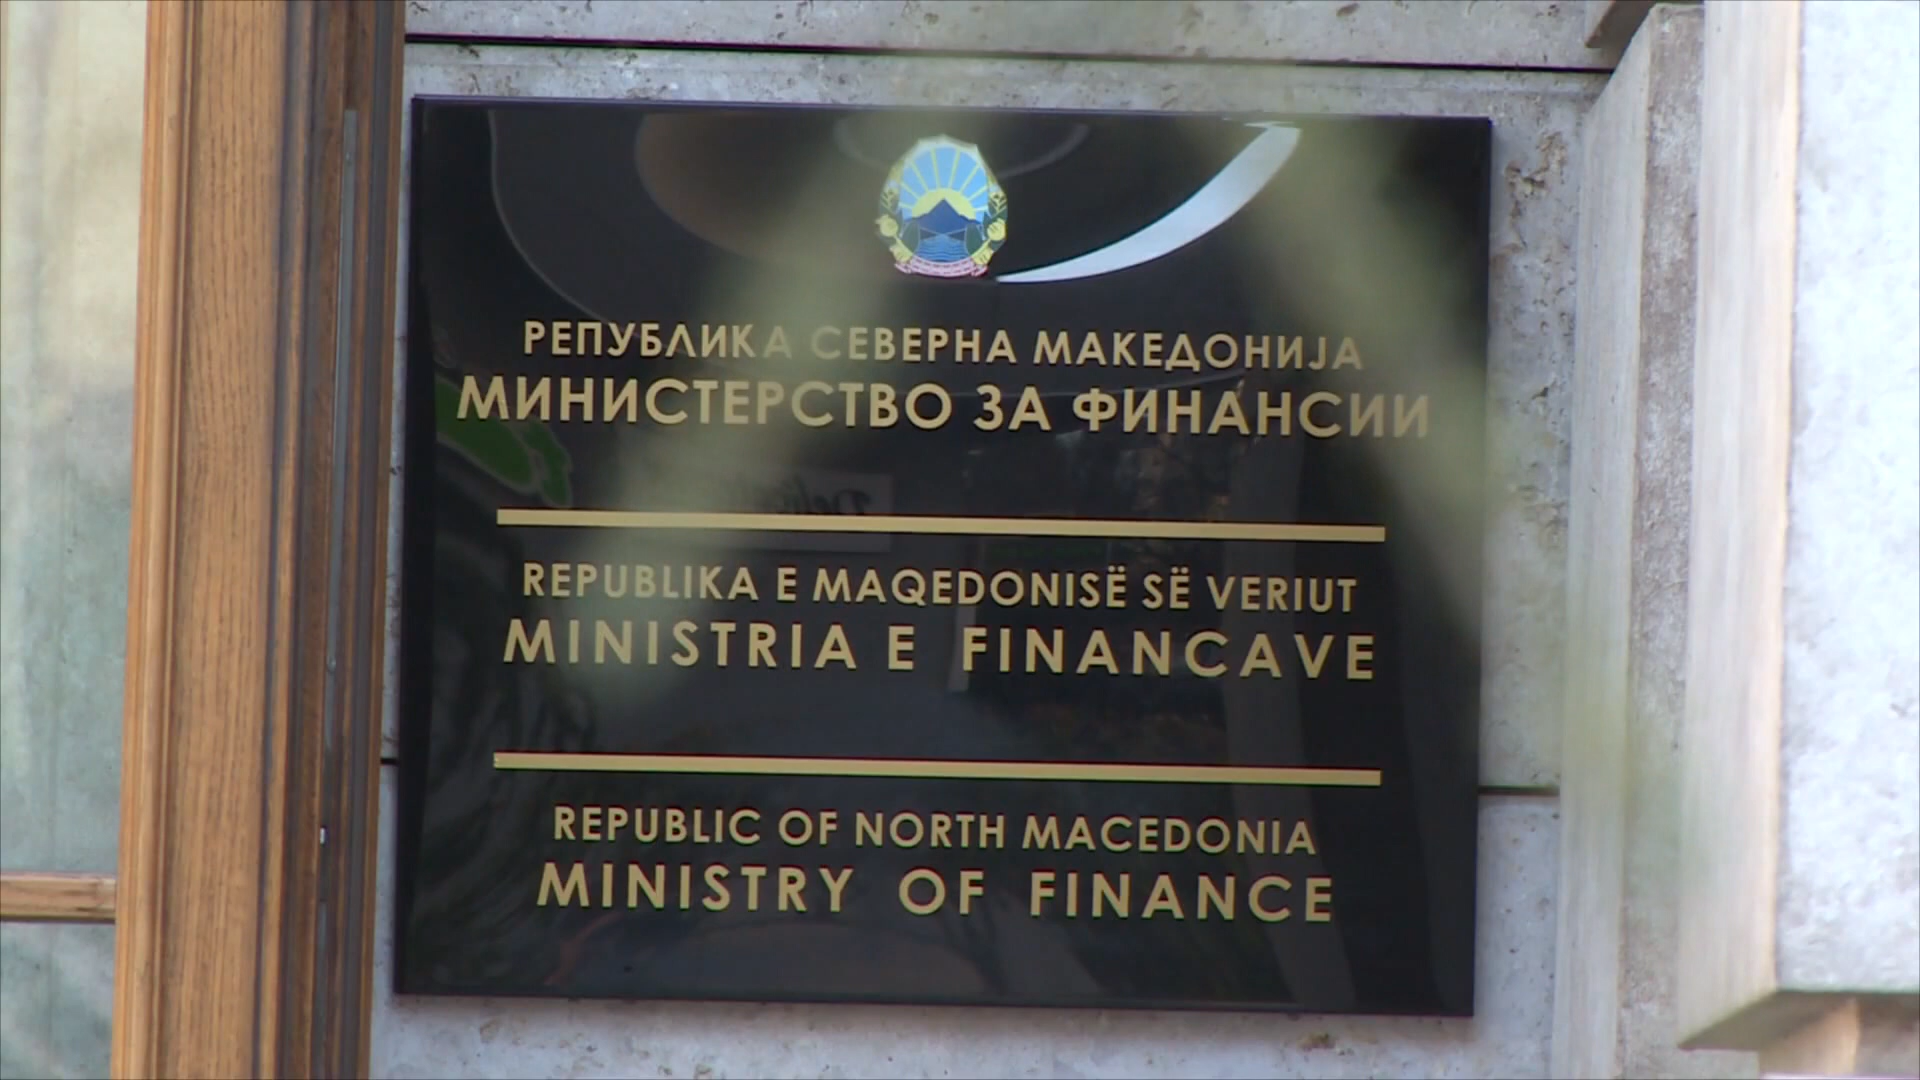 РЕПУБЛИКА СЕВЕРНА МАКЕДОНИЈА
МИНИСТЕРСТВО ЗА ФИНАНСИИ
REPUBLIKA E MAQEDONISË SË VERIUT
MINISTRIA E FINANCAVE
REPUBLIC OF NORTH MACEDONIA
MINISTRY OF FINANCE